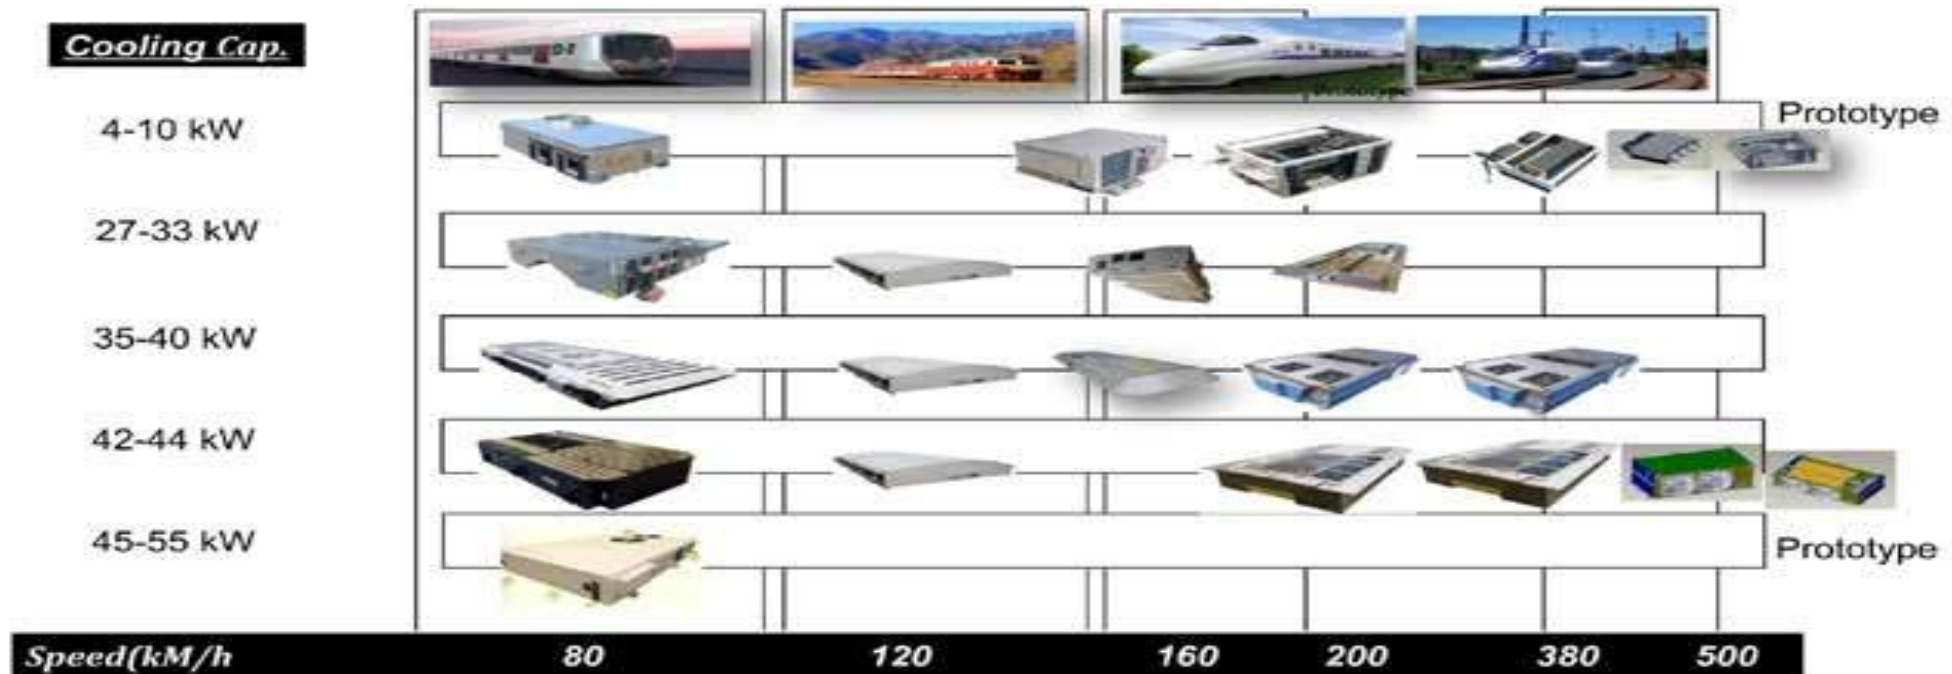 Cooling Cap.
Prototype
4-10 kW
Prototype
27-33 kW
35-40 kW
42-44 kW
45-55 kW
Prototype
Speed(kM/h 80 120 160 200 380 500